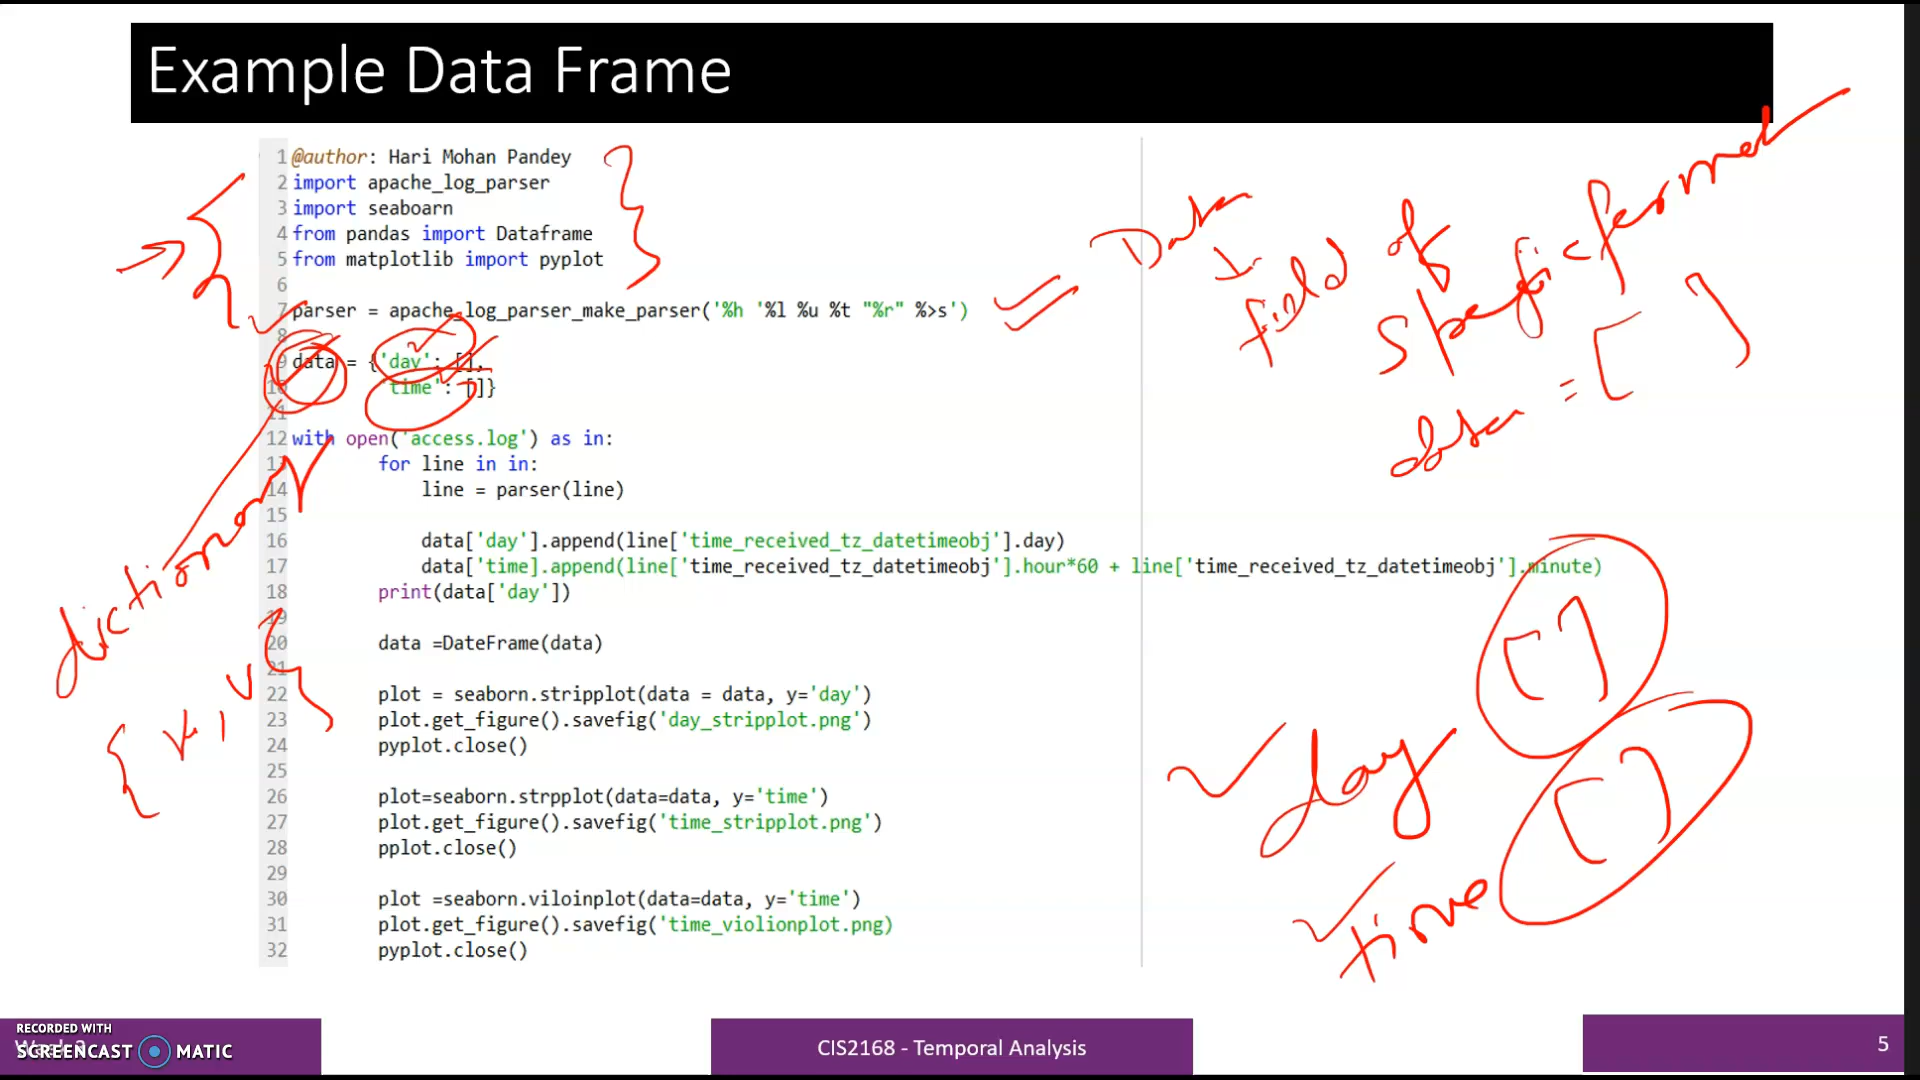 Example Data Frame
1 @author: Hari Mohan Pandey
2 import apache_log_parser
3 import seaboarn
4 from pandas import Dataframe
5 from matplotlib import pyplot
6
7 parser = apache_log_parser_make_parser('%h '%l %u %t "%r" %>s')
8
9 data = {'day': [],
10 'time': []}
11
12 with open('access.log') as in:
13 for line in in:
14 line = parser(line)
15
16 data['day'].append(line['time_received_tz_datetimeobj'].day)
17 data['time].append(line['time_received_tz_datetimeobj'].hour*60 + line['time_received_tz_datetimeobj'].minute)
18 print(data['day'])
19
20 data =DateFrame(data)
21
22 plot = seaborn.stripplot(data = data, y='day')
23 plot.get_figure().savefig('day_stripplot.png')
24 pyplot.close()
25
26 plot=seaborn.strpplot(data=data, y='time')
27 plot.get_figure().savefig('time_stripplot.png')
28 pplot.close()
29
30 plot =seaborn.viloinplot(data=data, y='time')
31 plot.get_figure().savefig('time_violionplot.png)
32 pyplot.close()
Data
In
field of
Specific format
data = [ ]
dictionary
{ k, v }
day [ ]
time [ ]
RECORDED WITH
SCREENCAST MATIC
CIS2168 - Temporal Analysis
5